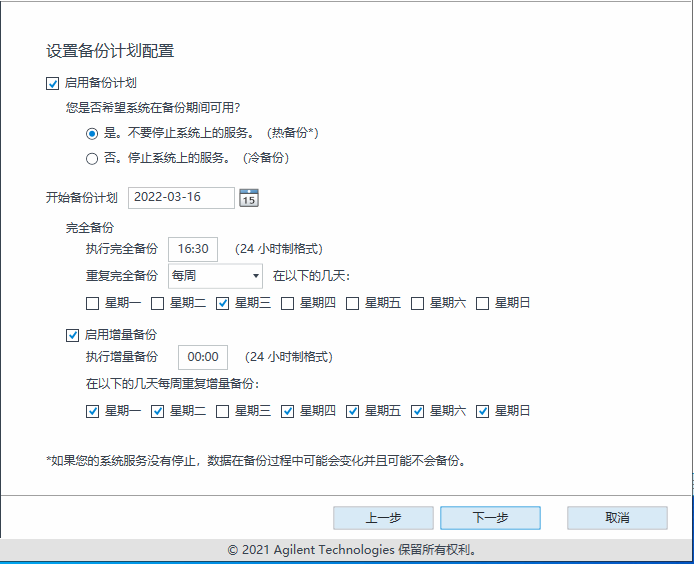 设置备份计划配置
启用备份计划
您是否希望系统在备份期间可用?
是。不要停止系统上的服务。(热备份*)
否。停止系统上的服务。(冷备份)
开始备份计划 2022-03-16 15
完全备份
执行完全备份 16:30 (24 小时制格式)
重复完全备份 每周 在以下的几天:
星期一 星期二 星期三 星期四 星期五 星期六 星期日
启用增量备份
执行增量备份 00:00 (24 小时制格式)
在以下的几天每周重复增量备份:
星期一 星期二 星期三 星期四 星期五 星期六 星期日
*如果您的系统服务没有停止，数据在备份过程中可能会变化并且可能不会备份。
上一步 下一步 取消
© 2021 Agilent Technologies 保留所有权利。